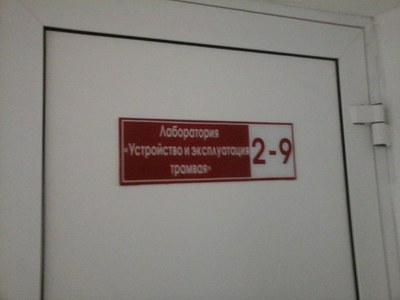 Лаборатория
«Устройство и эксплуатация
трамвая»
2-9